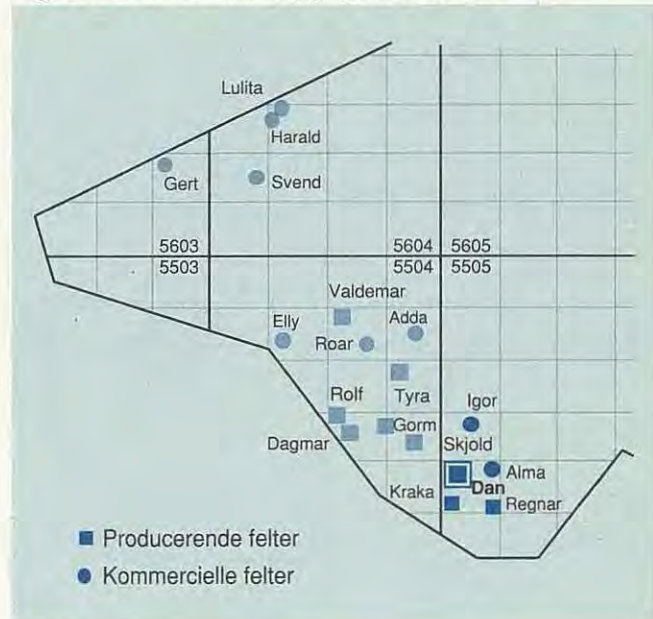 Lulita
Harald
Gert
Svend
5603
5604
5605
5503
5504
5505
Valdemar
Elly
Adda
Roar
Rolf
Tyra
Igor
Dagmar
Gorm
Skjold
Alma
Kraka
Dan
Regnar
Producerende felter
Kommercielle felter